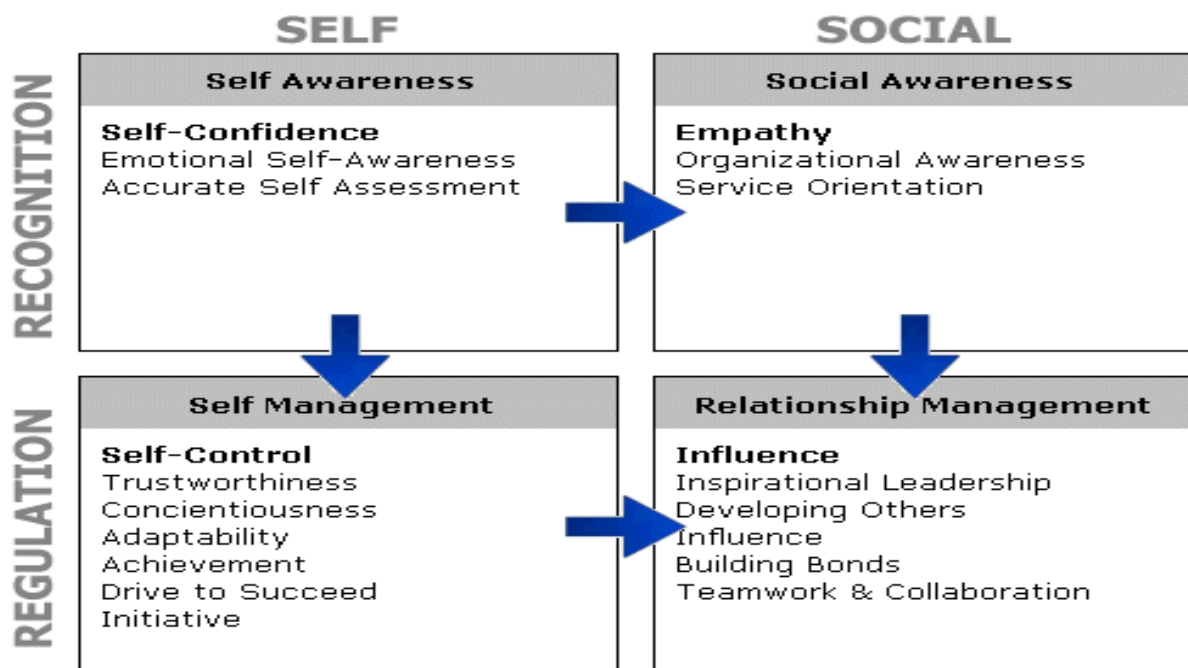 SELF
SOCIAL
RECOGNITION
Self Awareness
Self-Confidence
Emotional Self-Awareness
Accurate Self Assessment
Social Awareness
Empathy
Organizational Awareness
Service Orientation
REGULATION
Self Management
Self-Control
Trustworthiness
Concientiousness
Adaptability
Achievement
Drive to Succeed
Initiative
Relationship Management
Influence
Inspirational Leadership
Developing Others
Influence
Building Bonds
Teamwork & Collaboration